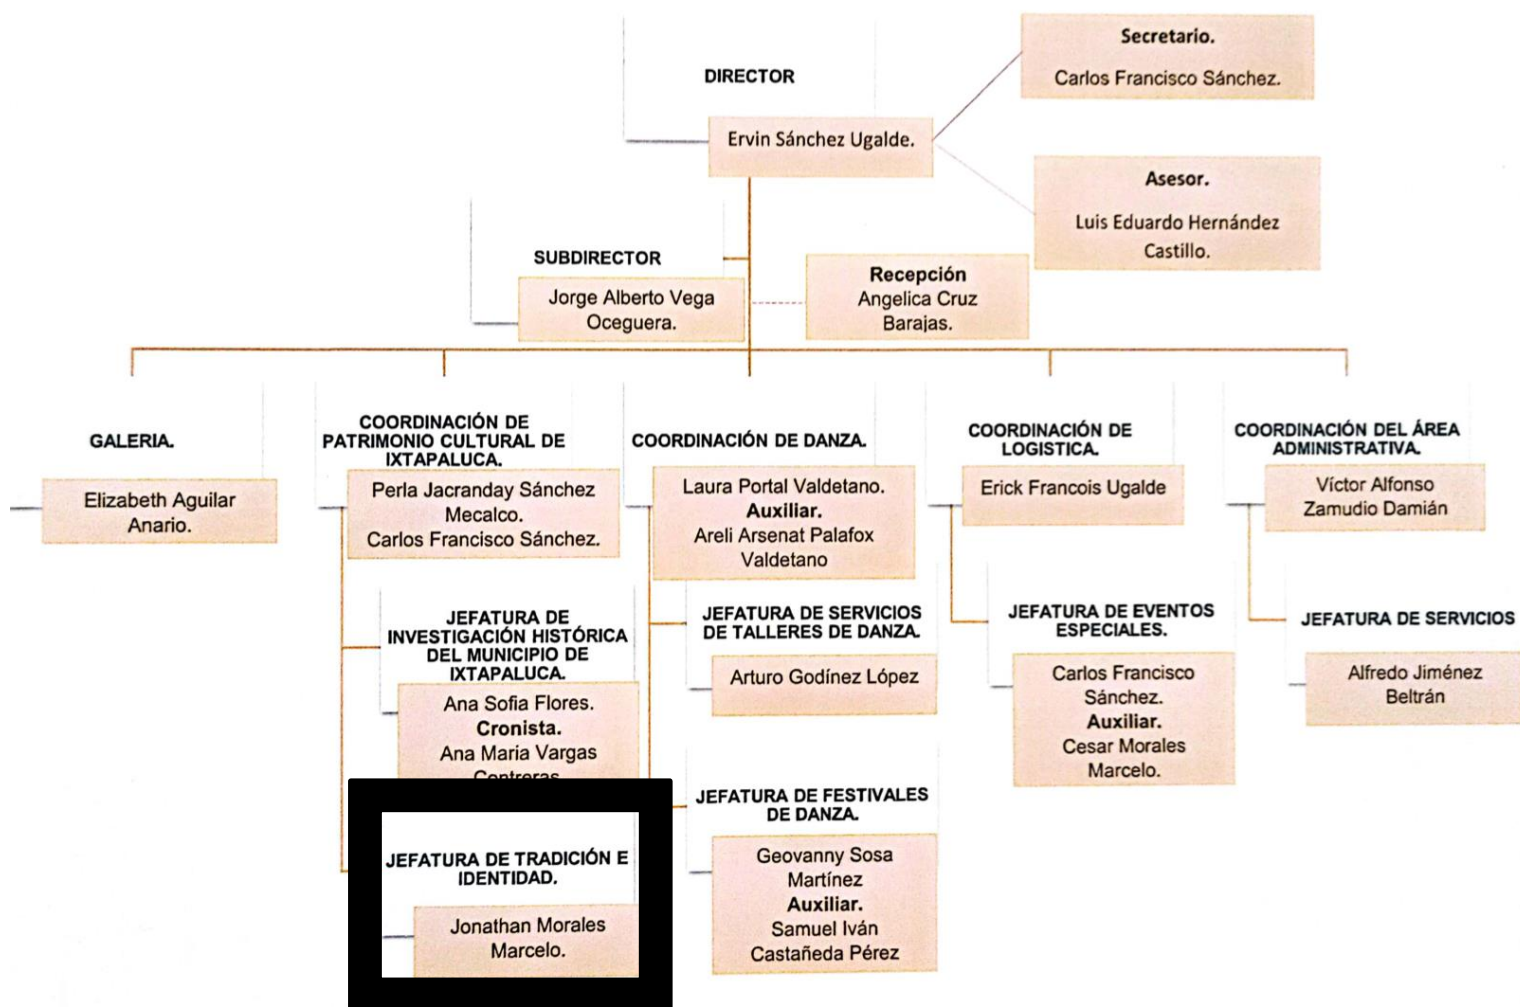 DIRECTOR
Ervin Sánchez Ugalde.
Secretario.
Carlos Francisco Sánchez.
Asesor.
Luis Eduardo Hernández
Castillo.
SUBDIRECTOR
Jorge Alberto Vega
Oceguera.
Recepción
Angelica Cruz
Barajas.
GALERIA.
Elizabeth Aguilar
Anario.
COORDINACIÓN DE
PATRIMONIO CULTURAL DE
IXTAPALUCA.
Perla Jacranday Sánchez
Mecalco.
Carlos Francisco Sánchez.
JEFATURA DE
INVESTIGACIÓN HISTÓRICA
DEL MUNICIPIO DE
IXTAPALUCA.
Ana Sofia Flores.
Cronista.
Ana Maria Vargas
Contreras
JEFATURA DE TRADICIÓN E
IDENTIDAD.
Jonathan Morales
Marcelo.
COORDINACIÓN DE DANZA.
Laura Portal Valdetano.
Auxiliar.
Areli Arsenat Palafox
Valdetano
JEFATURA DE SERVICIOS
DE TALLERES DE DANZA.
Arturo Godínez López
JEFATURA DE FESTIVALES
DE DANZA.
Geovanny Sosa
Martínez
Auxiliar.
Samuel Iván
Castañeda Pérez
COORDINACIÓN DE
LOGISTICA.
Erick Francois Ugalde
JEFATURA DE EVENTOS
ESPECIALES.
Carlos Francisco
Sánchez.
Auxiliar.
Cesar Morales
Marcelo.
COORDINACIÓN DEL ÁREA
ADMINISTRATIVA.
Víctor Alfonso
Zamudio Damián
JEFATURA DE SERVICIOS
Alfredo Jiménez
Beltrán